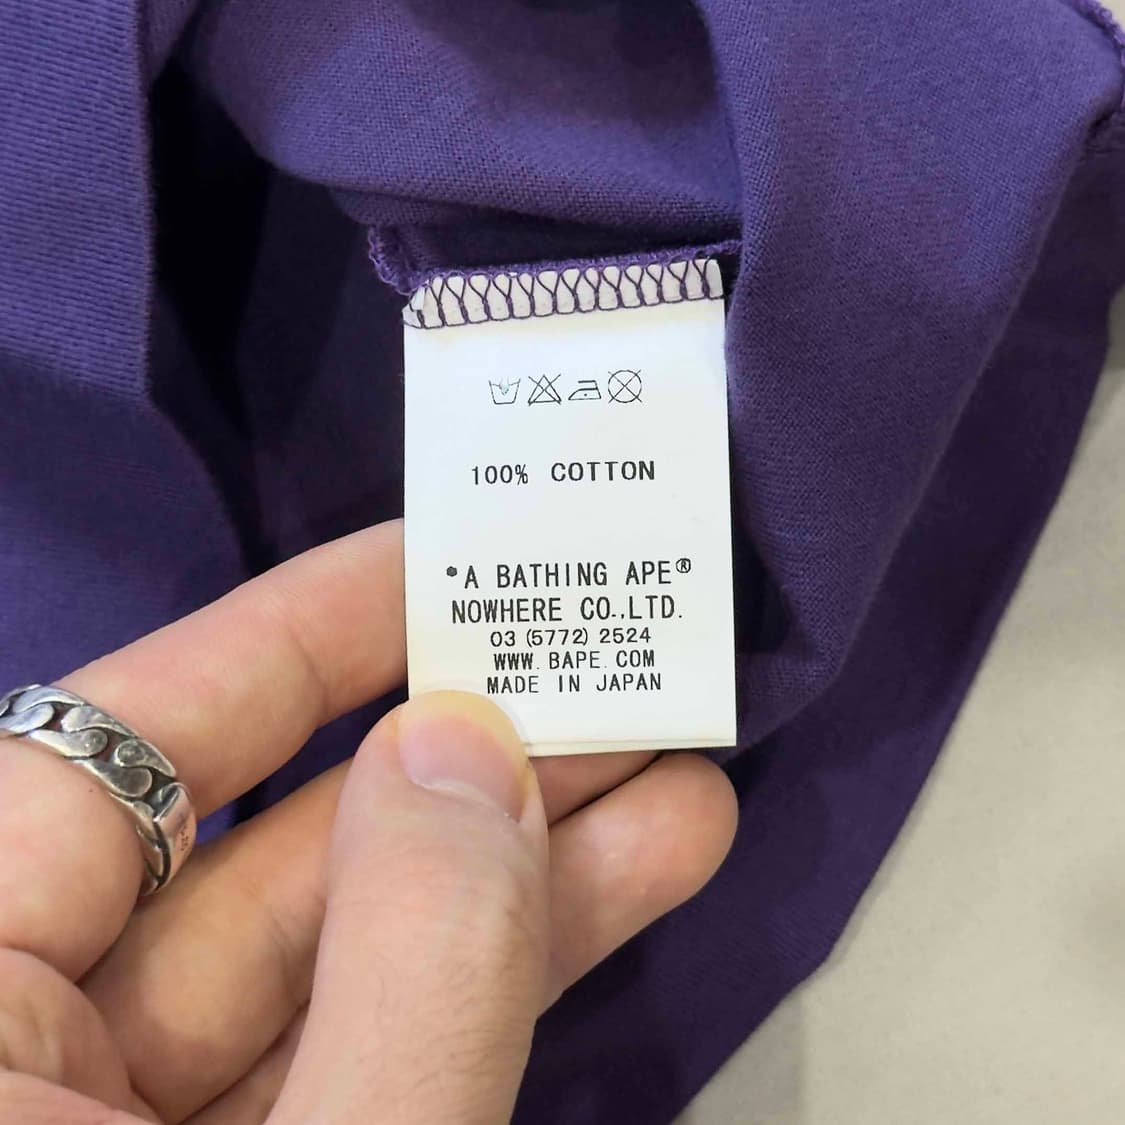 100% COTTON
•A BATHING APE®
NOWHERE CO.,LTD.
03 (5772) 2524
WWW. BAPE. COM
MADE IN JAPAN